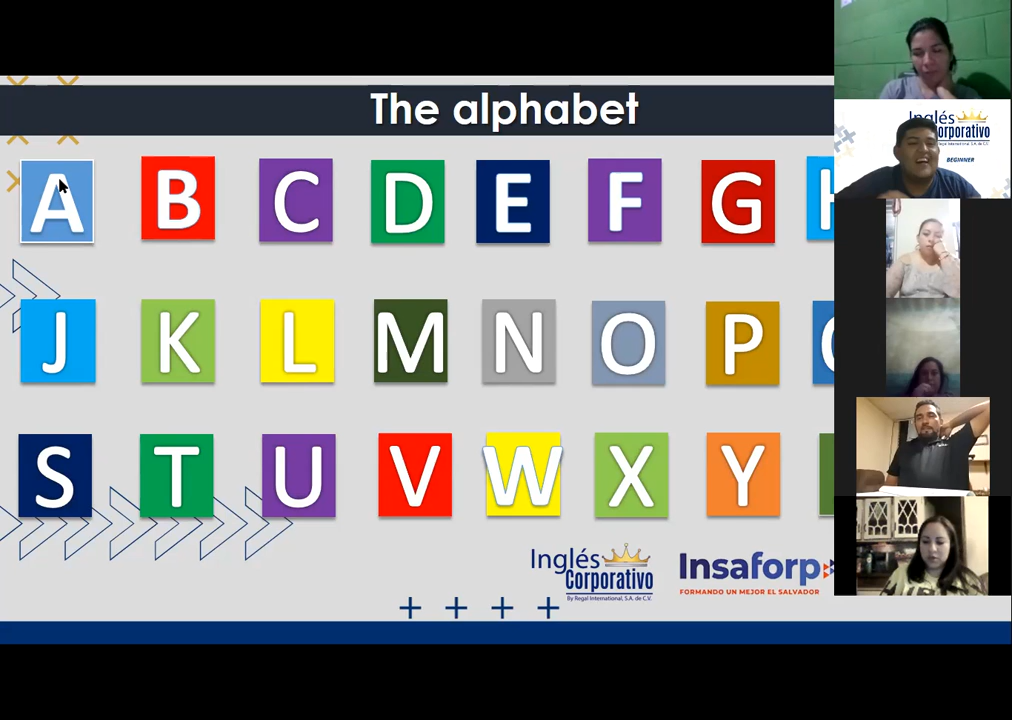 The alphabet
A B C D E F G H
J K L M N O P
S T U V W X Y
Inglés
Corporativo
By Regal International, S.A. de C.V.
Insaforp
FORMANDO UN MEJOR EL SALVADOR
Inglés
Corporativo
BEGINNER